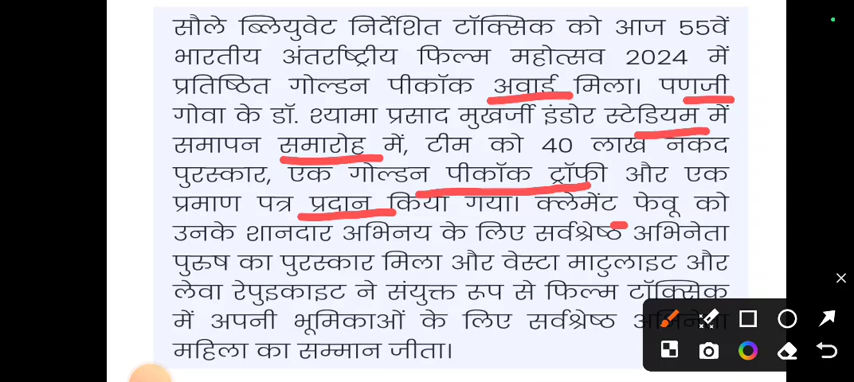 सौले ब्लियुवेट निर्देशित टॉक्सिक को आज 55वें
भारतीय अंतर्राष्ट्रीय फिल्म महोत्सव 2024 में
प्रतिष्ठित गोल्डन पीकॉक अवार्ड मिला। पणजी
गोवा के डॉ. श्यामा प्रसाद मुखर्जी इंडोर स्टेडियम में
समापन समारोह में, टीम को 40 लाख नकद
पुरस्कार, एक गोल्डन पीकॉक ट्रॉफी और एक
प्रमाण पत्र प्रदान किया गया। क्लेमेंट फेवू को
उनके शानदार अभिनय के लिए सर्वश्रेष्ठ अभिनेता
पुरुष का पुरस्कार मिला और वेस्टा माटुलाइट और
लेवा रेपुइकाइट ने संयुक्त रूप से फिल्म टॉक्सिक
में अपनी भूमिकाओं के लिए सर्वश्रेष्ठ अभिनेता
महिला का सम्मान जीता।